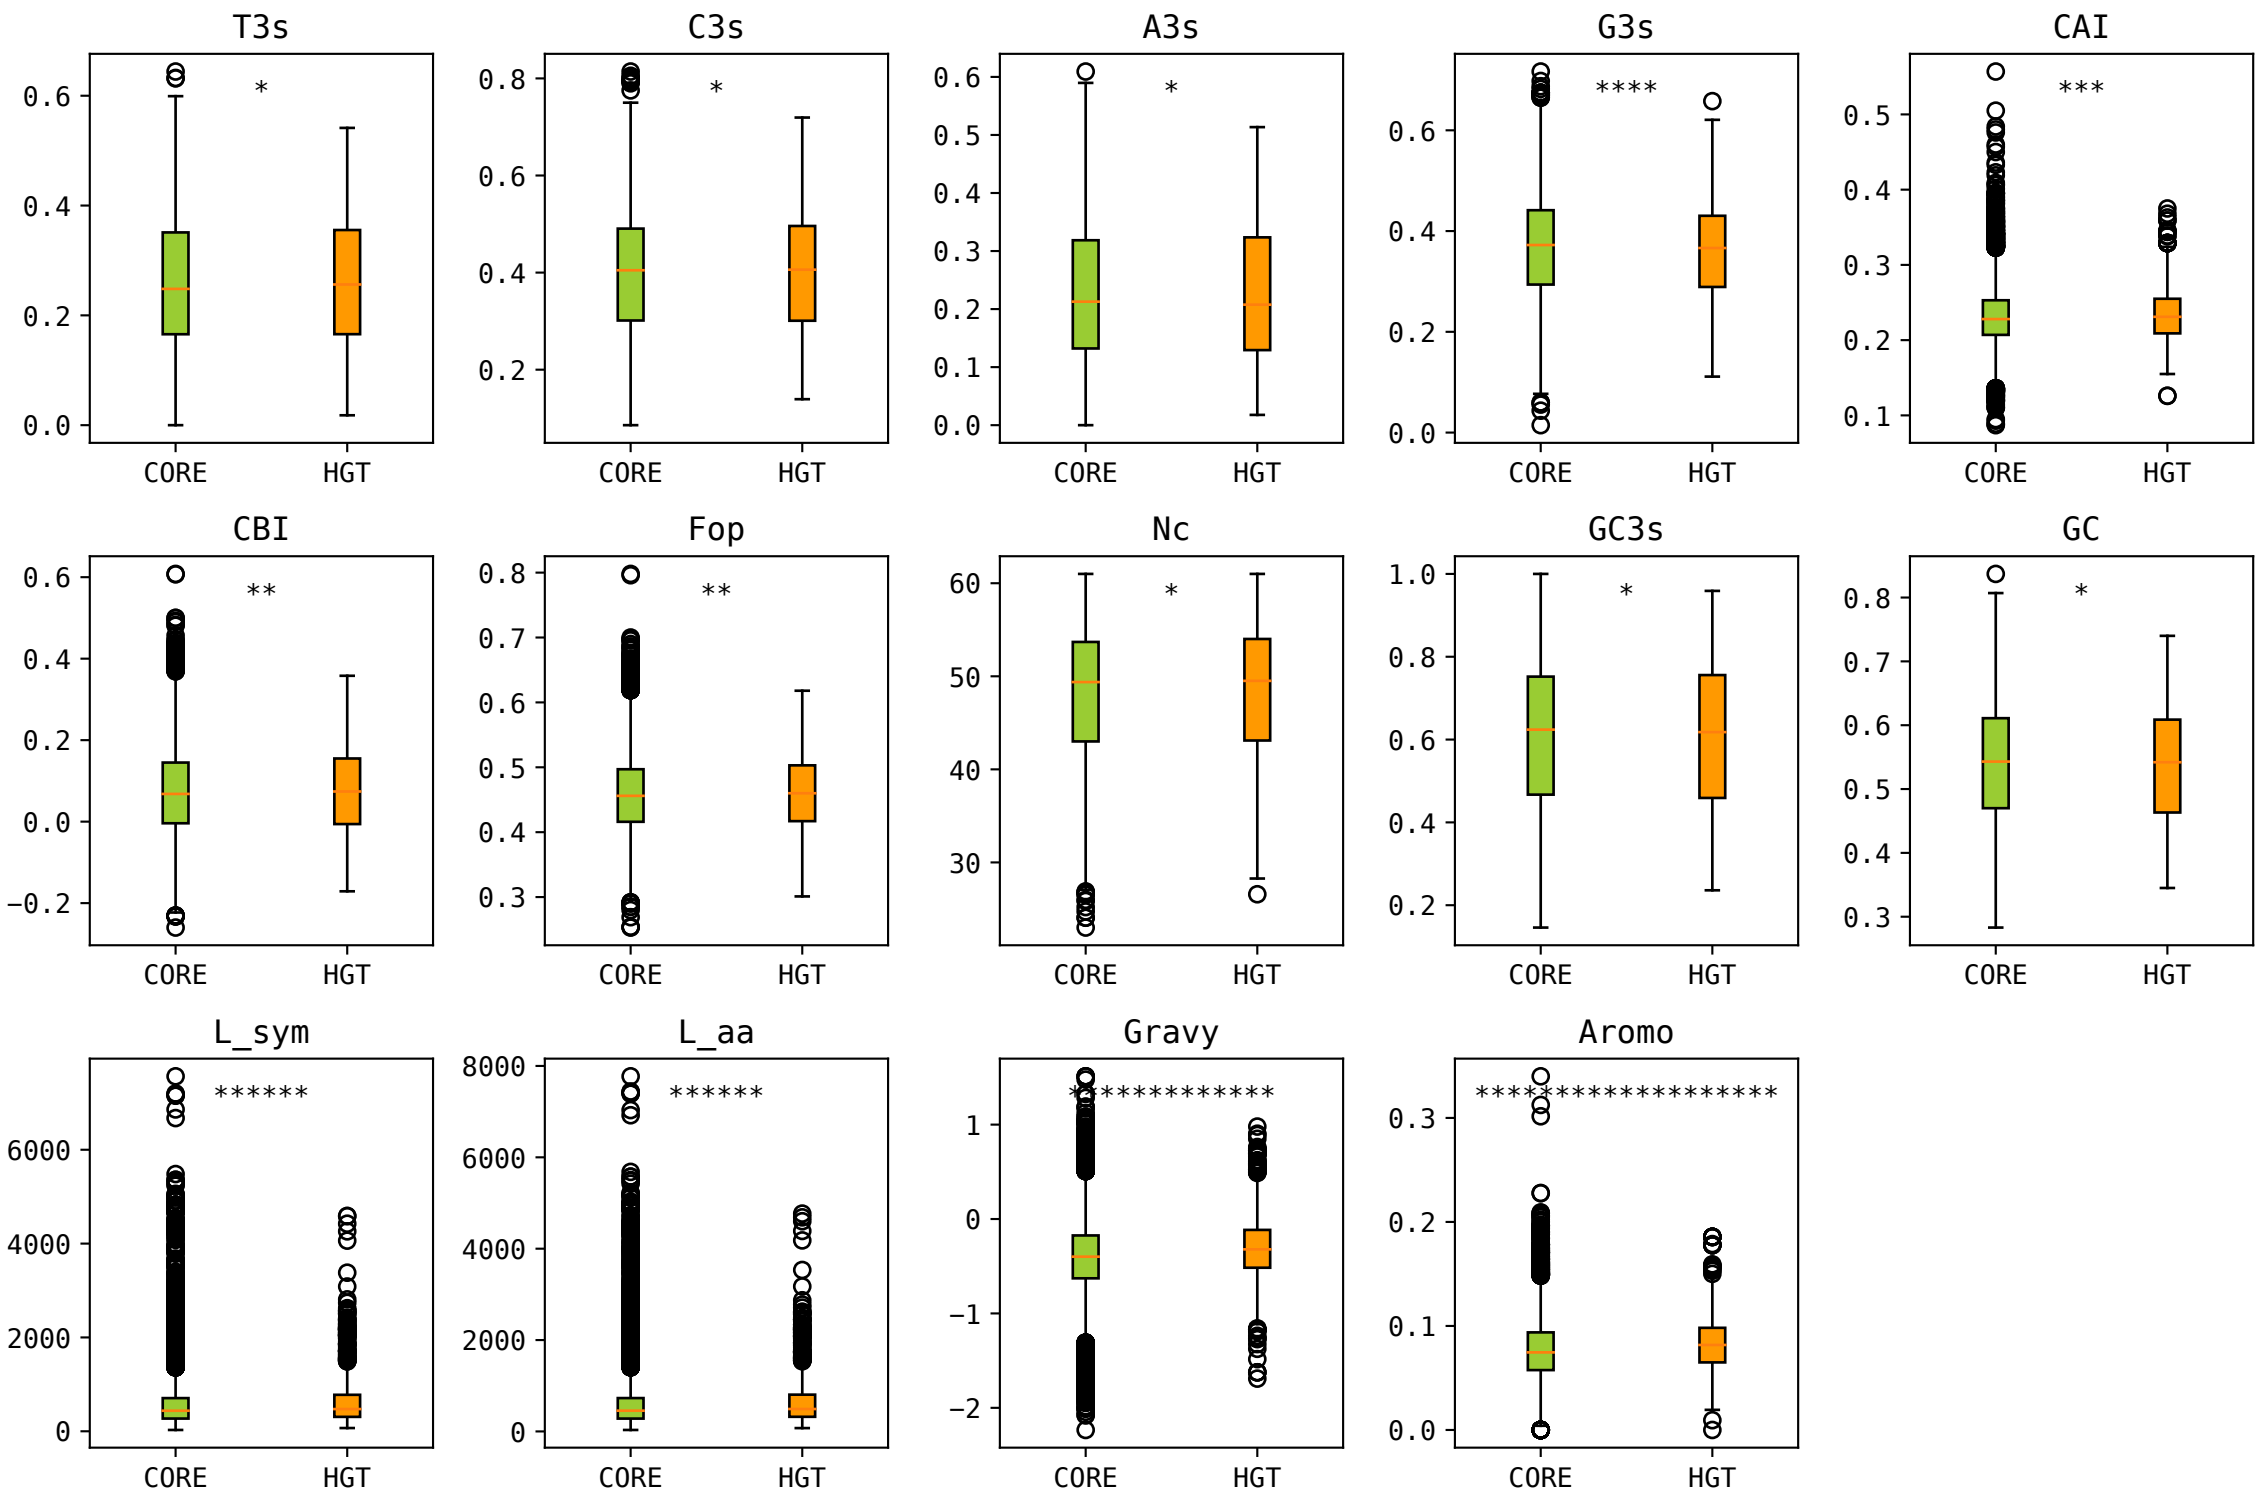 T3s
*
0.6
0.4
0.2
0.0
CORE HGT
C3s
*
0.8
0.6
0.4
0.2
CORE HGT
A3s
*
0.6
0.5
0.4
0.3
0.2
0.1
0.0
CORE HGT
G3s
****
0.6
0.4
0.2
0.0
CORE HGT
CAI
***
0.5
0.4
0.3
0.2
0.1
CORE HGT
CBI
**
0.6
0.4
0.2
0.0
−0.2
CORE HGT
Fop
**
0.8
0.7
0.6
0.5
0.4
0.3
CORE HGT
Nc
*
60
50
40
30
CORE HGT
GC3s
*
1.0
0.8
0.6
0.4
0.2
CORE HGT
GC
*
0.8
0.7
0.6
0.5
0.4
0.3
CORE HGT
L_sym
******
6000
4000
2000
0
CORE HGT
L_aa
******
8000
6000
4000
2000
0
CORE HGT
Gravy
*************
1
0
−1
−2
CORE HGT
Aromo
*******************
0.3
0.2
0.1
0.0
CORE HGT